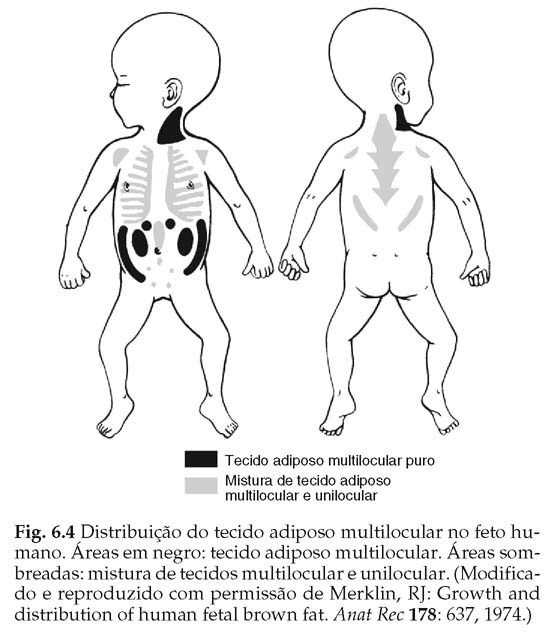 Tecido adiposo multilocular puro
Mistura de tecido adiposo
multilocular e unilocular
Fig. 6.4 Distribuição do tecido adiposo multilocular no feto hu-
mano. Áreas em negro: tecido adiposo multilocular. Áreas som-
breadas: mistura de tecidos multilocular e unilocular. (Modifica-
do e reproduzido com permissão de Merklin, RJ: Growth and
distribution of human fetal brown fat. Anat Rec 178: 637, 1974.)